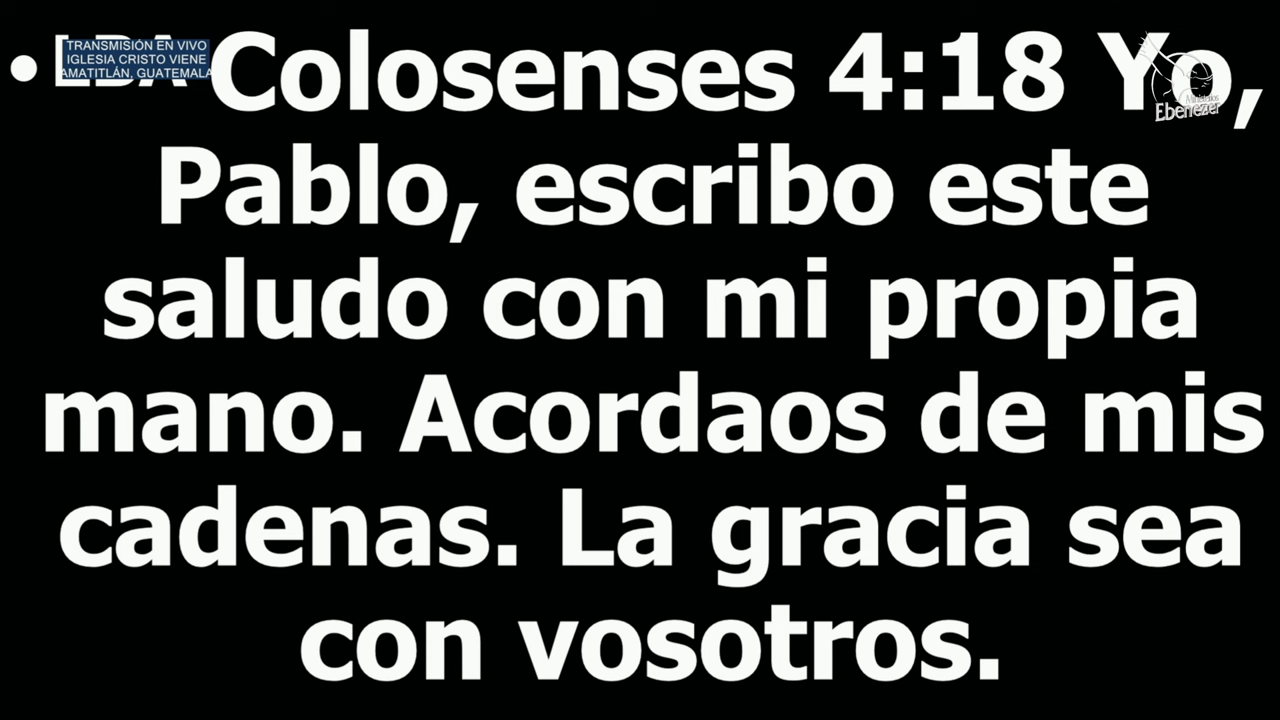 • LBA Colosenses 4:18 Yo,
Pablo, escribo este
saludo con mi propia
mano. Acordaos de mis
cadenas. La gracia sea
con vosotros.
TRANSMISIÓN EN VIVO
IGLESIA CRISTO VIENE
AMATITLÁN, GUATEMALA
Ministerios
Ebenezer